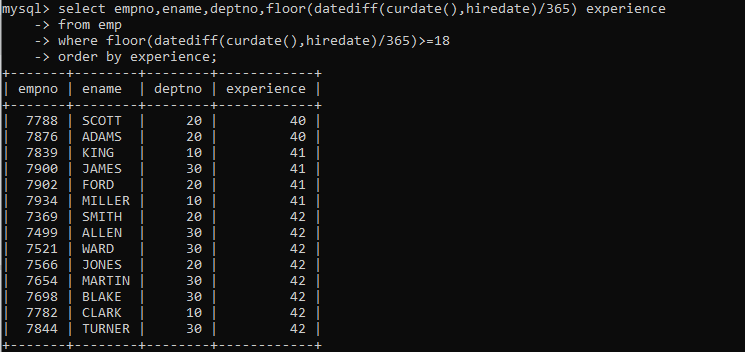 mysql> select empno,ename,deptno,floor(datediff(curdate(),hiredate)/365) experience
    -> from emp
    -> where floor(datediff(curdate(),hiredate)/365)>=18
    -> order by experience;
+-------+--------+--------+------------+
| empno | ename  | deptno | experience |
+-------+--------+--------+------------+
|  7788 | SCOTT  |     20 |         40 |
|  7876 | ADAMS  |     20 |         40 |
|  7839 | KING   |     10 |         41 |
|  7900 | JAMES  |     30 |         41 |
|  7902 | FORD   |     20 |         41 |
|  7934 | MILLER |     10 |         41 |
|  7369 | SMITH  |     20 |         42 |
|  7499 | ALLEN  |     30 |         42 |
|  7521 | WARD   |     30 |         42 |
|  7566 | JONES  |     20 |         42 |
|  7654 | MARTIN |     30 |         42 |
|  7698 | BLAKE  |     30 |         42 |
|  7782 | CLARK  |     10 |         42 |
|  7844 | TURNER |     30 |         42 |
+-------+--------+--------+------------+